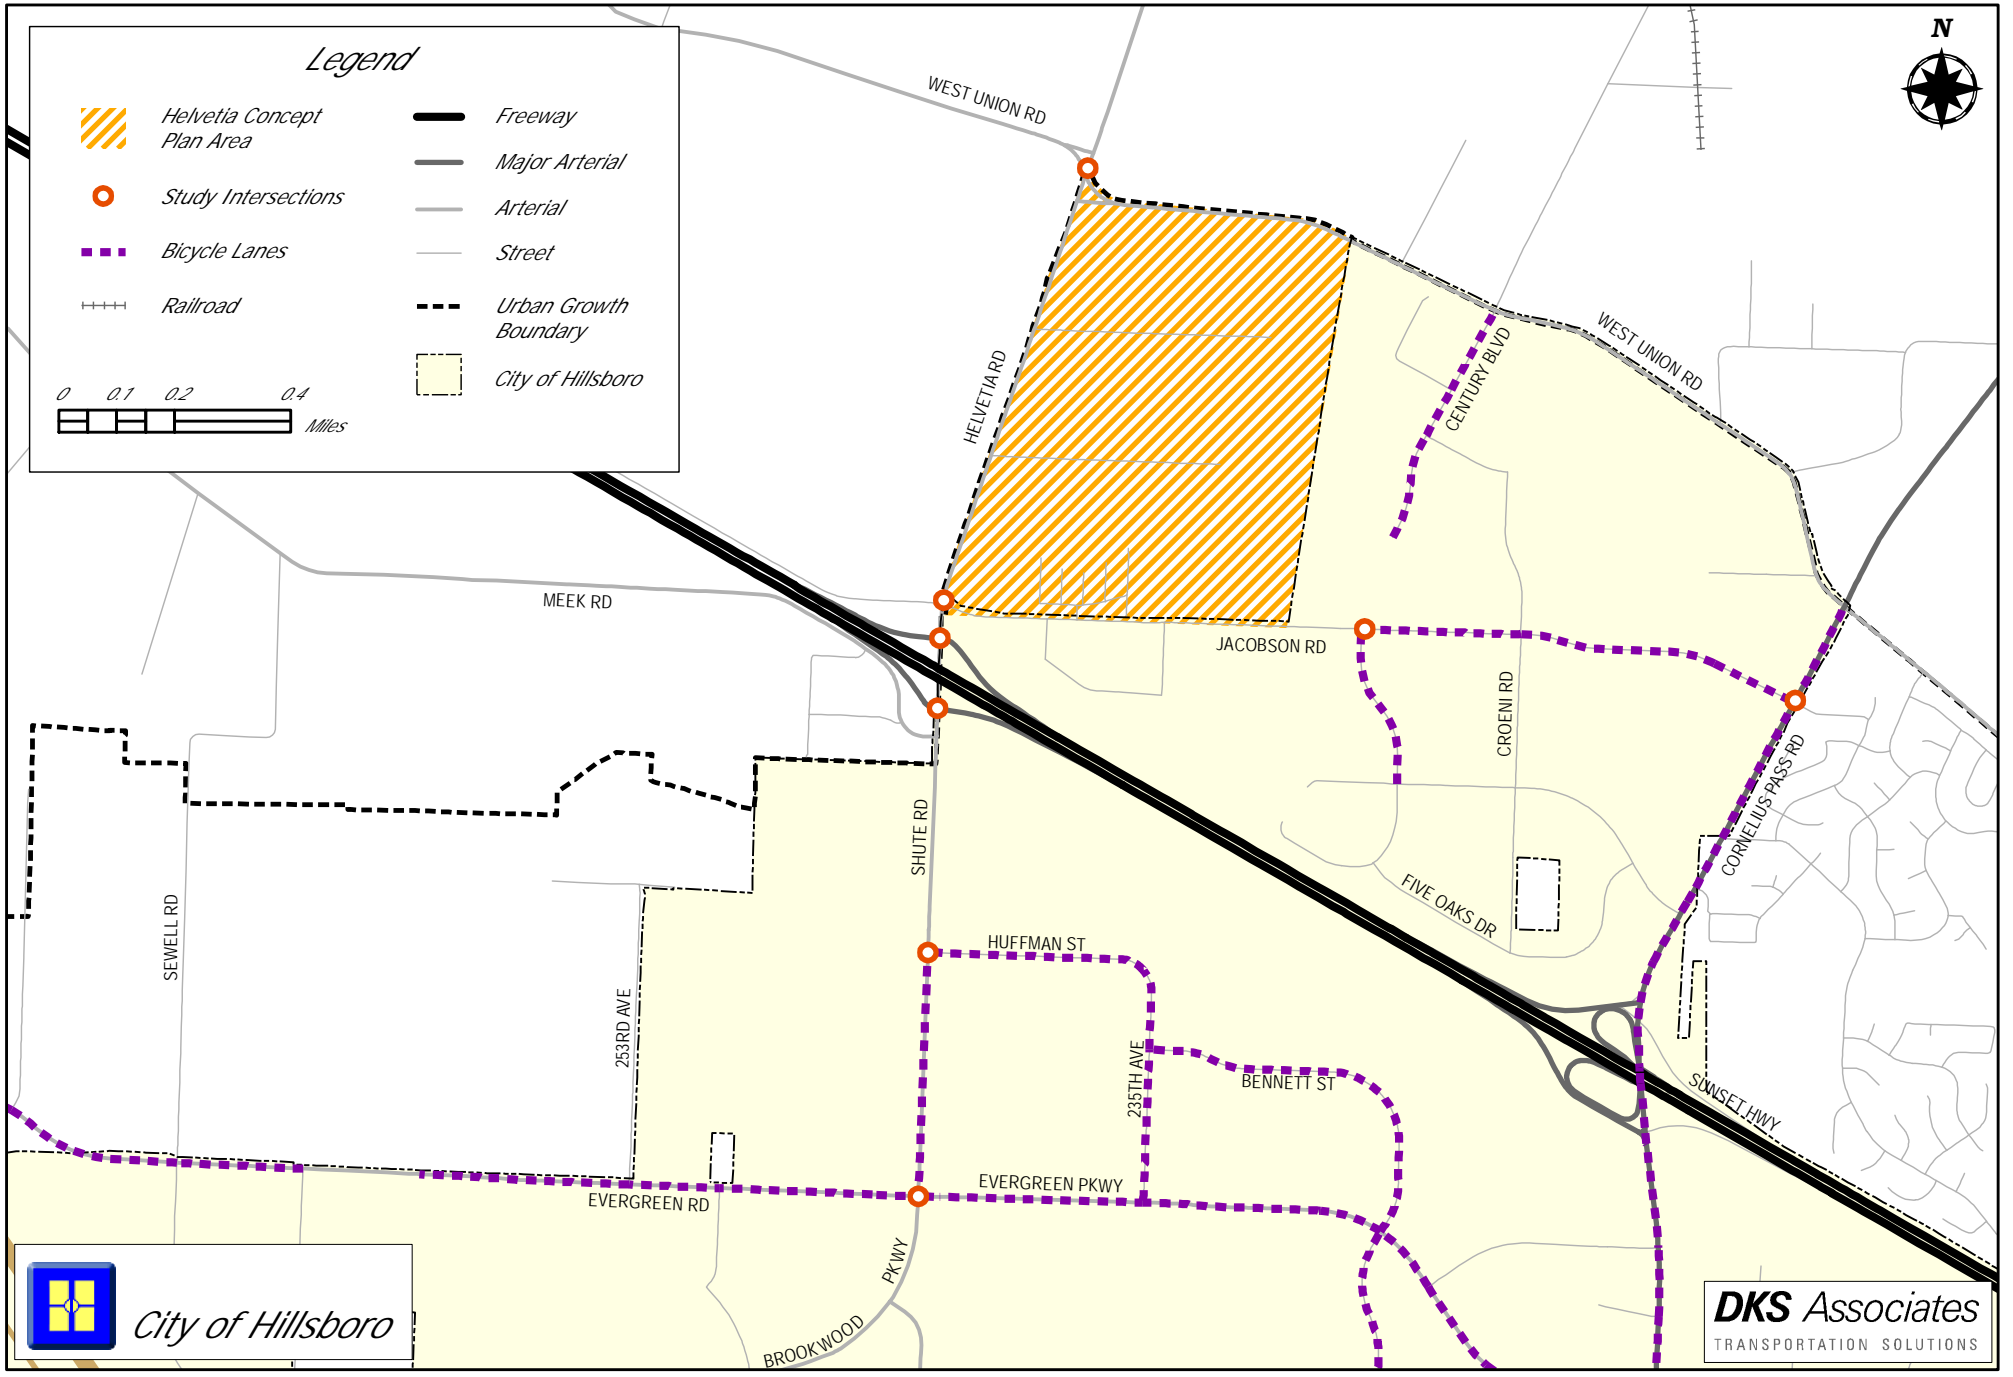 Legend
Helvetia Concept
Plan Area
Study Intersections
Bicycle Lanes
Railroad
Freeway
Major Arterial
Arterial
Street
Urban Growth
Boundary
City of Hillsboro
0 0.1 0.2 0.4
Miles
N
WEST UNION RD
HELVETIA RD
CENTURY BLVD
WEST UNION RD
MEEK RD
JACOBSON RD
CROENI RD
CORNELIUS PASS RD
SHUTE RD
FIVE OAKS DR
SEWELL RD
253RD AVE
HUFFMAN ST
235TH AVE
BENNETT ST
SUNSET HWY
EVERGREEN RD
EVERGREEN PKWY
BROOKWOOD PKWY
City of Hillsboro
DKS Associates
TRANSPORTATION SOLUTIONS